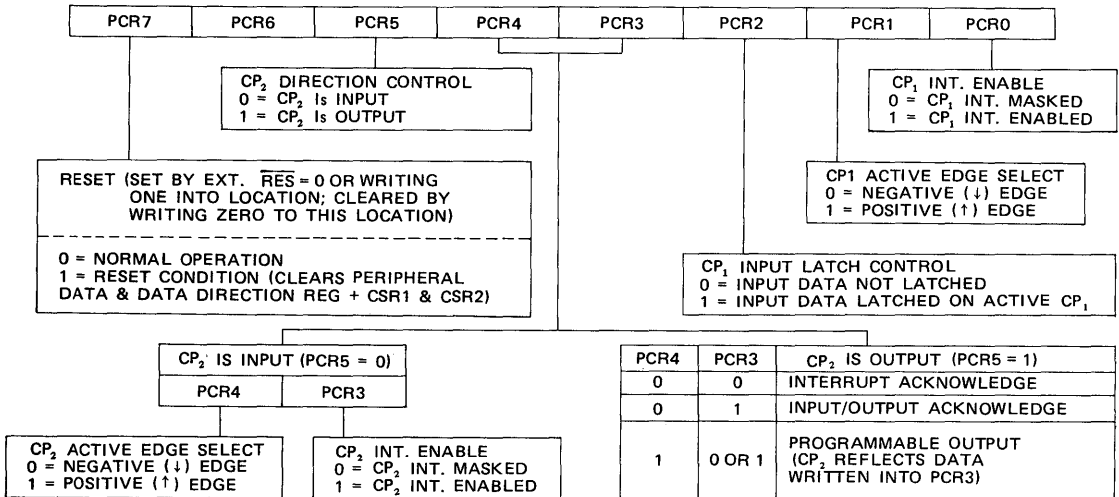 PCR7 PCR6 PCR5 PCR4 PCR3 PCR2 PCR1 PCR0
CP₂ DIRECTION CONTROL
0 = CP₂ Is INPUT
1 = CP₂ Is OUTPUT
CP₁ INT. ENABLE
0 = CP₁ INT. MASKED
1 = CP₁ INT. ENABLED
RESET (SET BY EXT. R̅E̅S̅ = 0 OR WRITING
ONE INTO LOCATION; CLEARED BY
WRITING ZERO TO THIS LOCATION)
0 = NORMAL OPERATION
1 = RESET CONDITION (CLEARS PERIPHERAL
DATA & DATA DIRECTION REG + CSR1 & CSR2)
CP1 ACTIVE EDGE SELECT
0 = NEGATIVE (↓) EDGE
1 = POSITIVE (↑) EDGE
CP₁ INPUT LATCH CONTROL
0 = INPUT DATA NOT LATCHED
1 = INPUT DATA LATCHED ON ACTIVE CP₁
CP₂ IS INPUT (PCR5 = 0)
PCR4 PCR3
CP₂ ACTIVE EDGE SELECT
0 = NEGATIVE (↓) EDGE
1 = POSITIVE (↑) EDGE
CP₂ INT. ENABLE
0 = CP₂ INT. MASKED
1 = CP₂ INT. ENABLED
PCR4 PCR3 CP₂ IS OUTPUT (PCR5 = 1)
0 0 INTERRUPT ACKNOWLEDGE
0 1 INPUT/OUTPUT ACKNOWLEDGE
1 0 OR 1 PROGRAMMABLE OUTPUT
(CP₂ REFLECTS DATA
WRITTEN INTO PCR3)